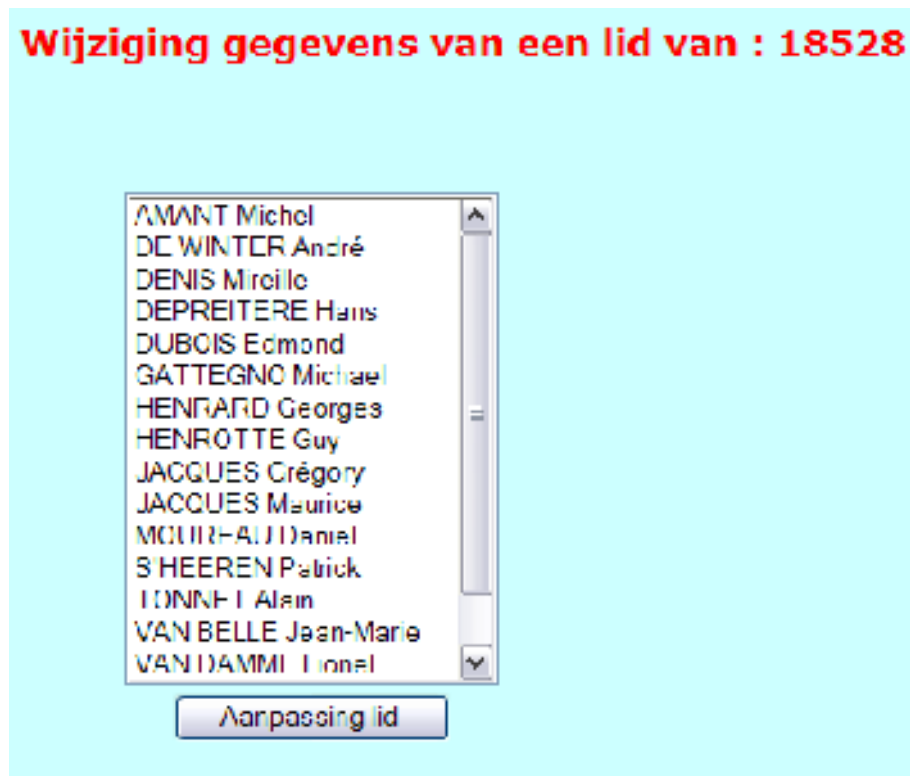 Wijziging gegevens van een lid van : 18528
AMANT Michel
DE WINTER André
DENIS Mireille
DEPREITERE Hans
DUBOIS Edmond
GATTEGNO Michael
HENRARD Georges
HENROTTE Guy
JACQUES Grégory
JACQUES Maurice
MOUREAU Daniel
S'HEEREN Patrick
TONNET Alain
VAN BELLE Jean-Marie
VAN DAMME Lionel
Aanpassing lid